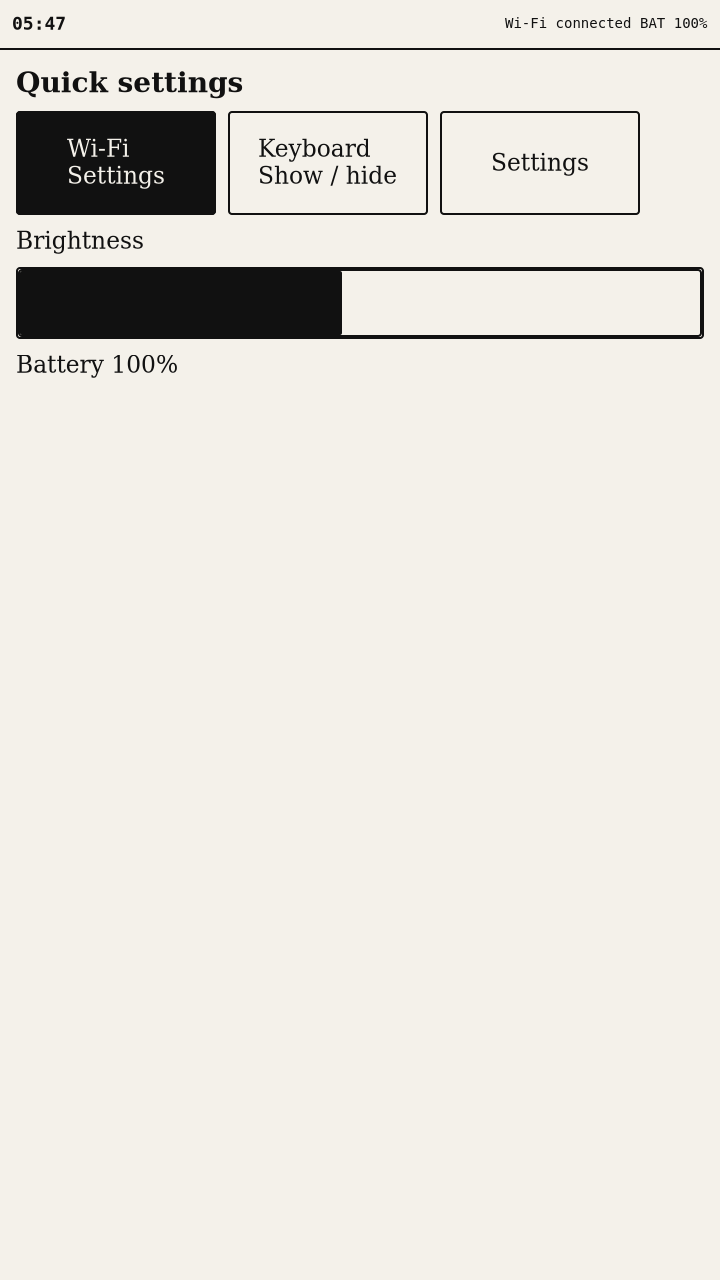 05:47
Wi-Fi connected BAT 100%
Quick settings
Wi-Fi
Settings
Keyboard
Show / hide
Settings
Brightness
Battery 100%